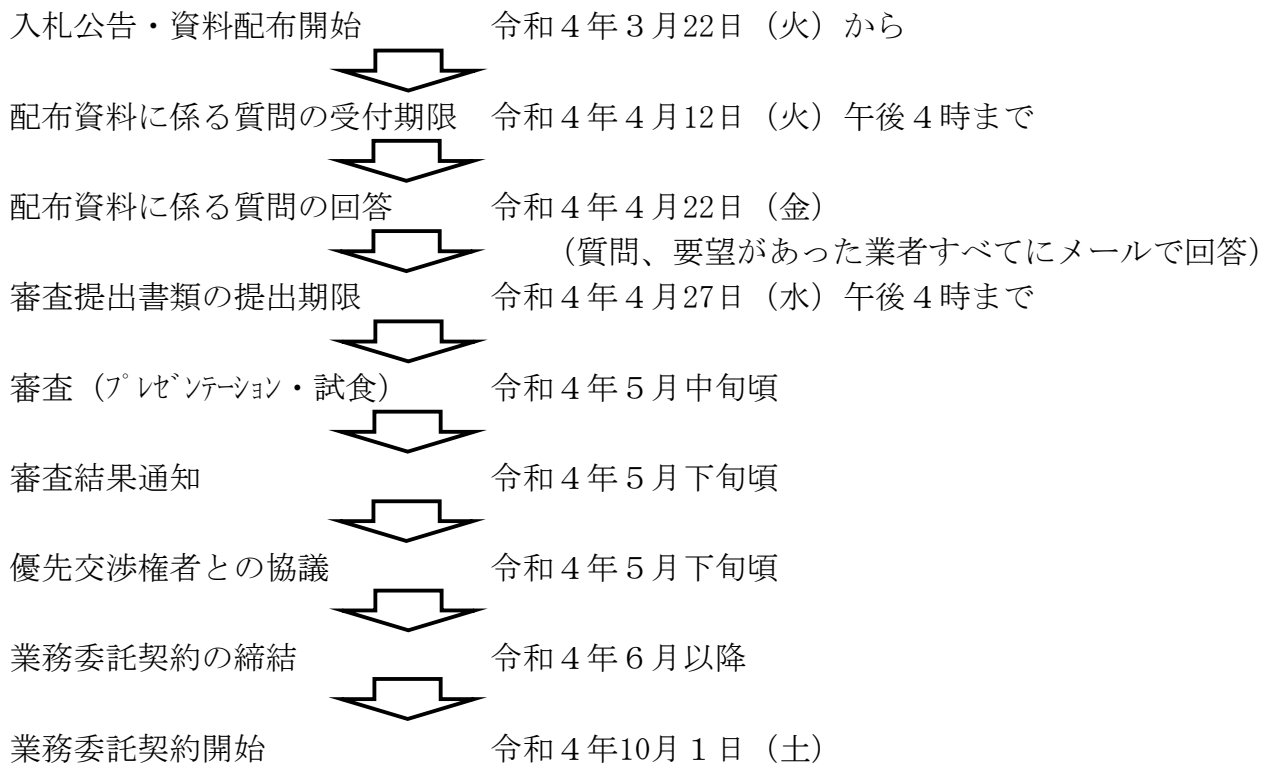 入札公告・資料配布開始　令和４年３月22日（火）から
配布資料に係る質問の受付期限　令和４年４月12日（火）午後４時まで
配布資料に係る質問の回答　令和４年４月22日（金）
（質問、要望があった業者すべてにメールで回答）
審査提出書類の提出期限　令和４年４月27日（水）午後４時まで
審査（ﾌﾟﾚｾﾞﾝﾃｰｼｮﾝ・試食）　令和４年５月中旬頃
審査結果通知　令和４年５月下旬頃
優先交渉権者との協議　令和４年５月下旬頃
業務委託契約の締結　令和４年６月以降
業務委託契約開始　令和４年10月１日（土）